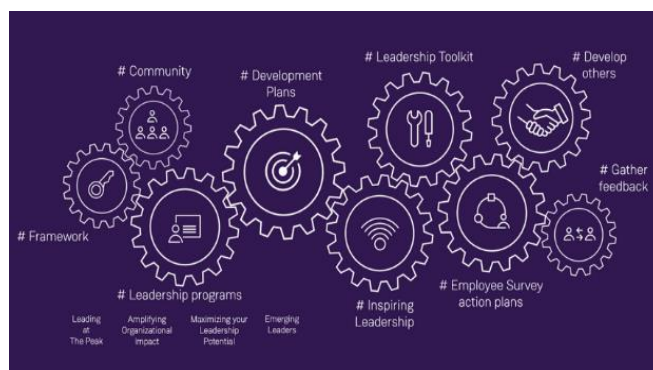 # Community
# Development
Plans
# Leadership Toolkit
# Develop
others
# Gather
feedback
# Framework
# Leadership programs
# Inspiring
Leadership
# Employee Survey
action plans
Leading
at
The Peak
Amplifying
Organizational
Impact
Maximizing your
Leadership
Potential
Emerging
Leaders